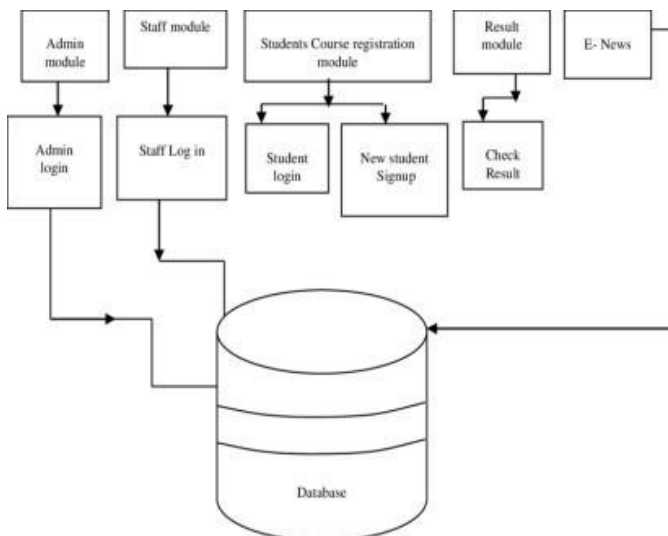 Admin
module
Staff module
Students Course registration
module
Result
module
E- News
Admin
login
Staff Log in
Student
login
New student
Signup
Check
Result
Database